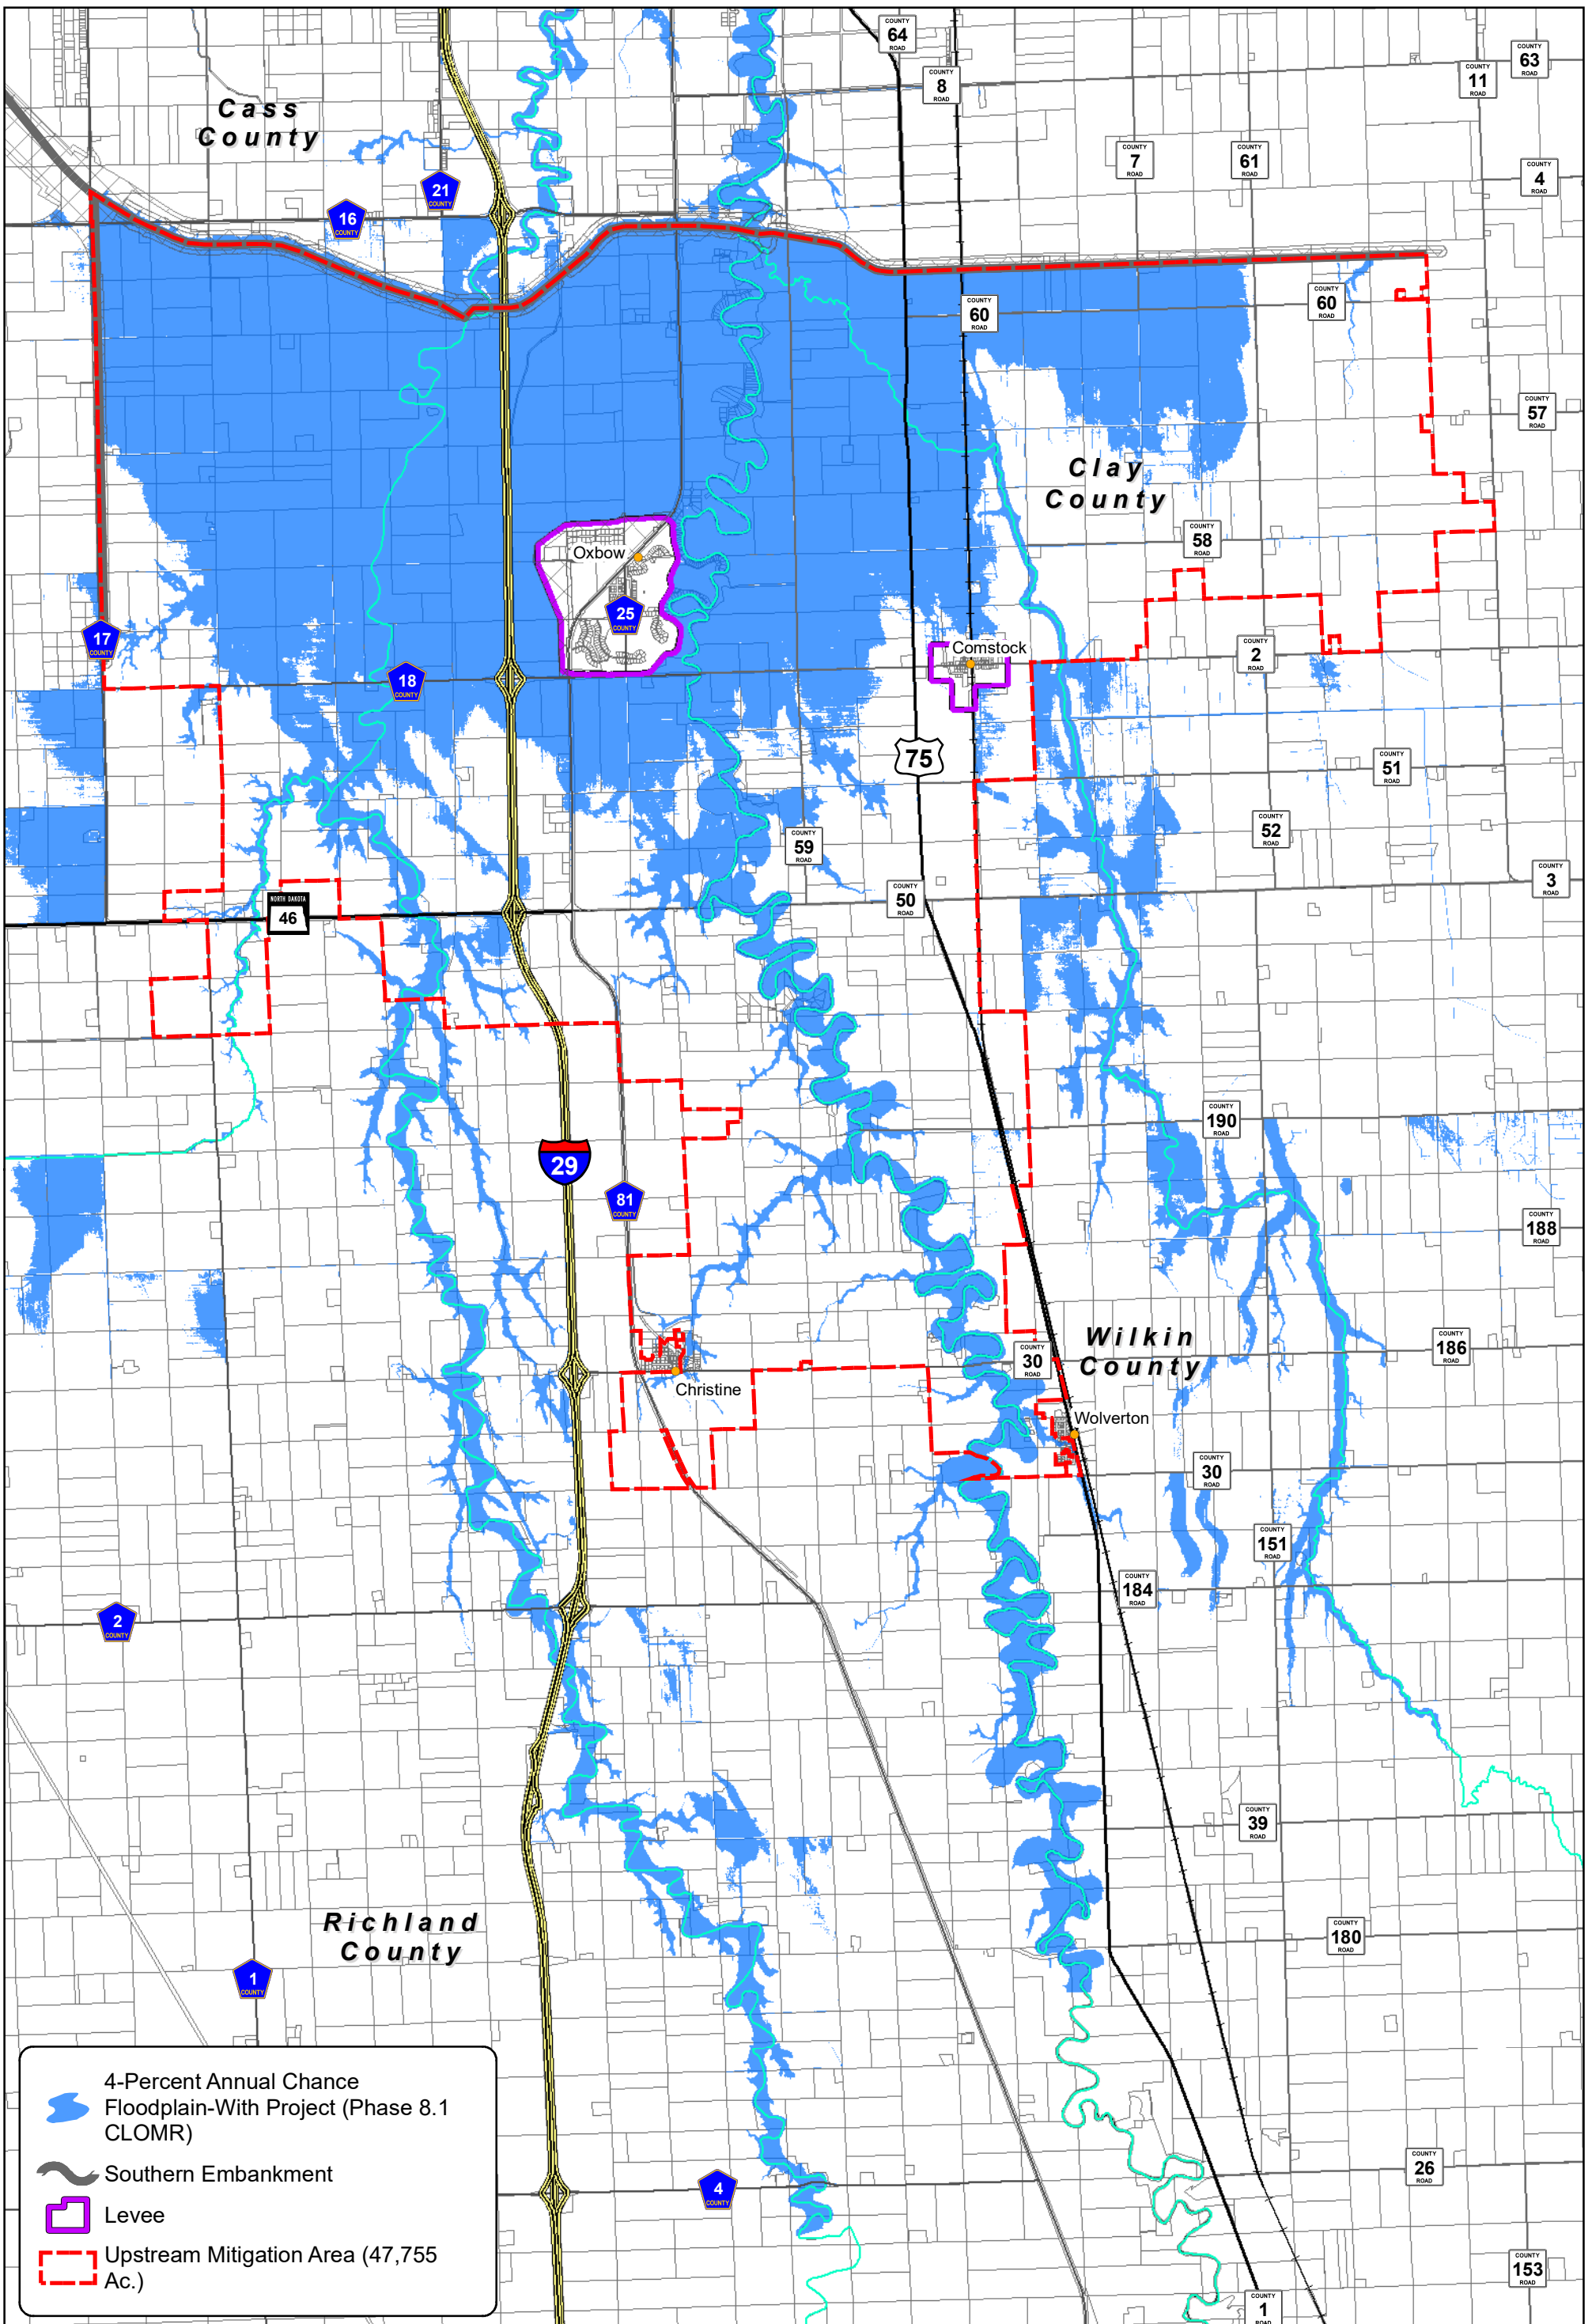 COUNTY
64
ROAD
COUNTY
8
ROAD
COUNTY
63
ROAD
COUNTY
11
ROAD
Cass
County
COUNTY
7
ROAD
COUNTY
61
ROAD
COUNTY
4
ROAD
21
COUNTY
16
COUNTY
COUNTY
60
ROAD
COUNTY
60
ROAD
COUNTY
57
ROAD
Clay
County
COUNTY
58
ROAD
Oxbow
25
COUNTY
17
COUNTY
Comstock
COUNTY
2
ROAD
18
COUNTY
75
COUNTY
51
ROAD
COUNTY
59
ROAD
COUNTY
52
ROAD
COUNTY
3
ROAD
COUNTY
50
ROAD
NORTH DAKOTA
46
COUNTY
190
ROAD
29
81
COUNTY
COUNTY
188
ROAD
Wilkin
County
COUNTY
30
ROAD
COUNTY
186
ROAD
Christine
Wolverton
COUNTY
30
ROAD
COUNTY
151
ROAD
COUNTY
184
ROAD
2
COUNTY
COUNTY
39
ROAD
Richland
County
COUNTY
180
ROAD
1
COUNTY
COUNTY
26
ROAD
4
COUNTY
COUNTY
153
ROAD
COUNTY
1
ROAD
4-Percent Annual Chance
Floodplain-With Project (Phase 8.1
CLOMR)
Southern Embankment
Levee
Upstream Mitigation Area (47,755
Ac.)